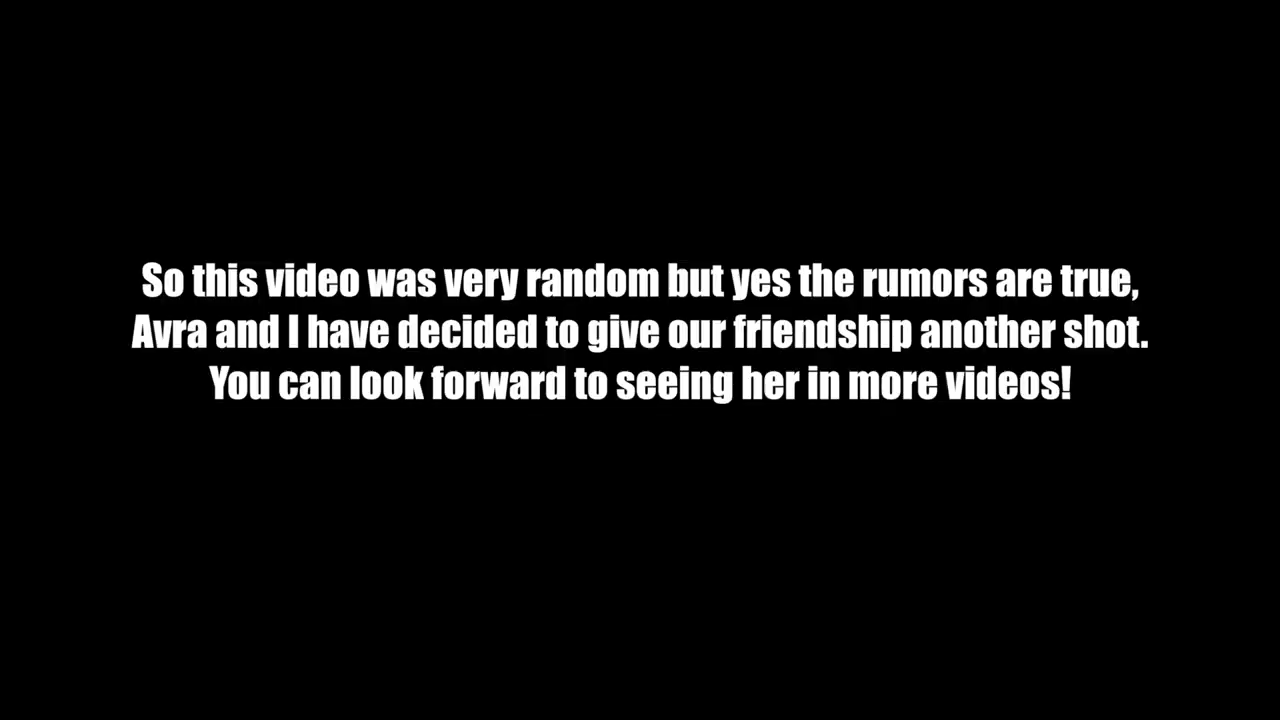 So this video was very random but yes the rumors are true,
Avra and I have decided to give our friendship another shot.
You can look forward to seeing her in more videos!